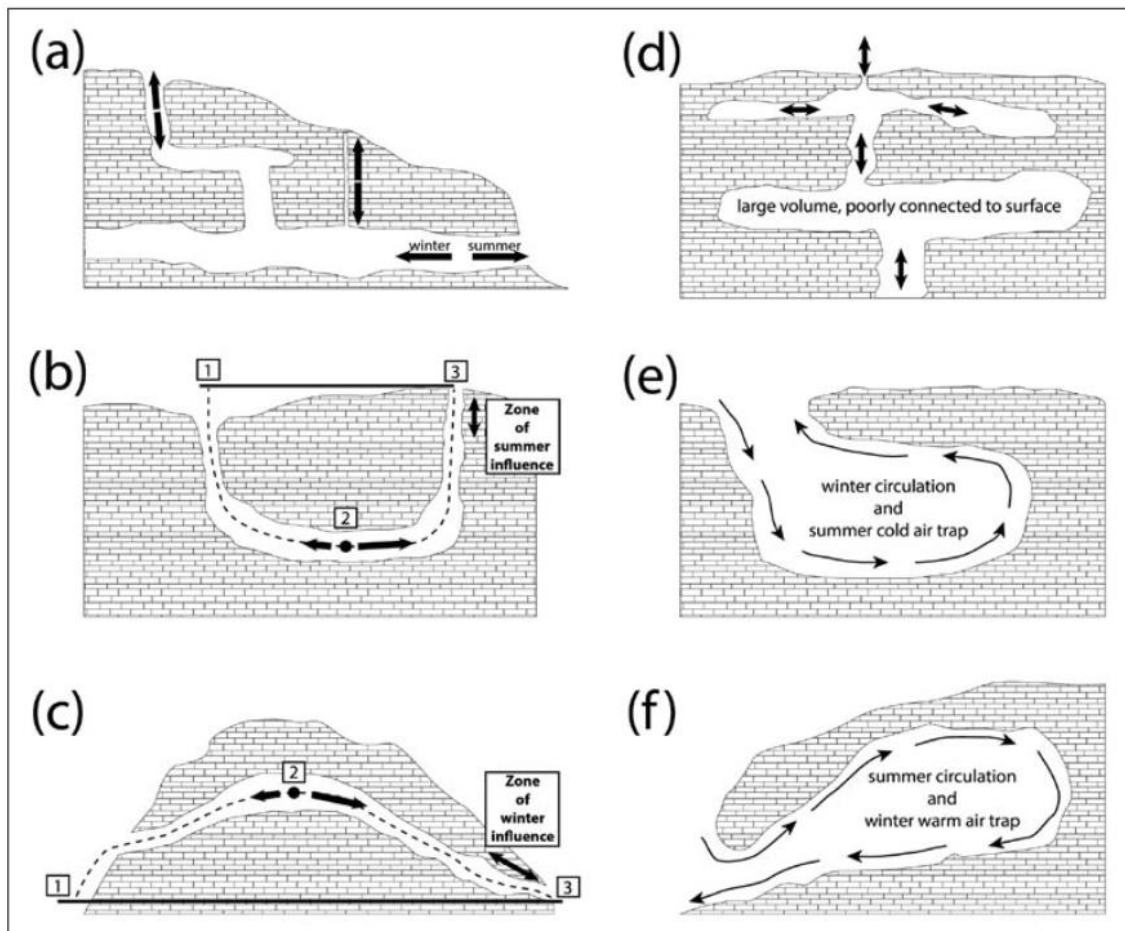 (a)
winter summer
(b)
1
3
Zone
of
summer
influence
2
(c)
2
Zone
of
winter
influence
1
3
(d)
large volume, poorly connected to surface
(e)
winter circulation
and
summer cold air trap
(f)
summer circulation
and
winter warm air trap